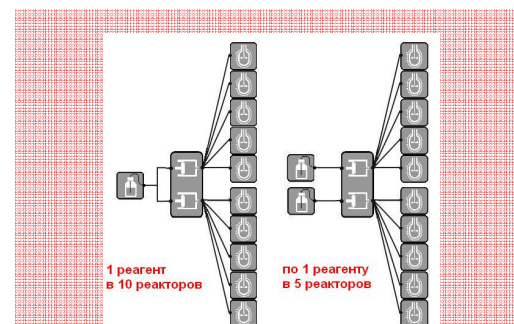 1 реагент
в 10 реакторов
по 1 реагенту
в 5 реакторов